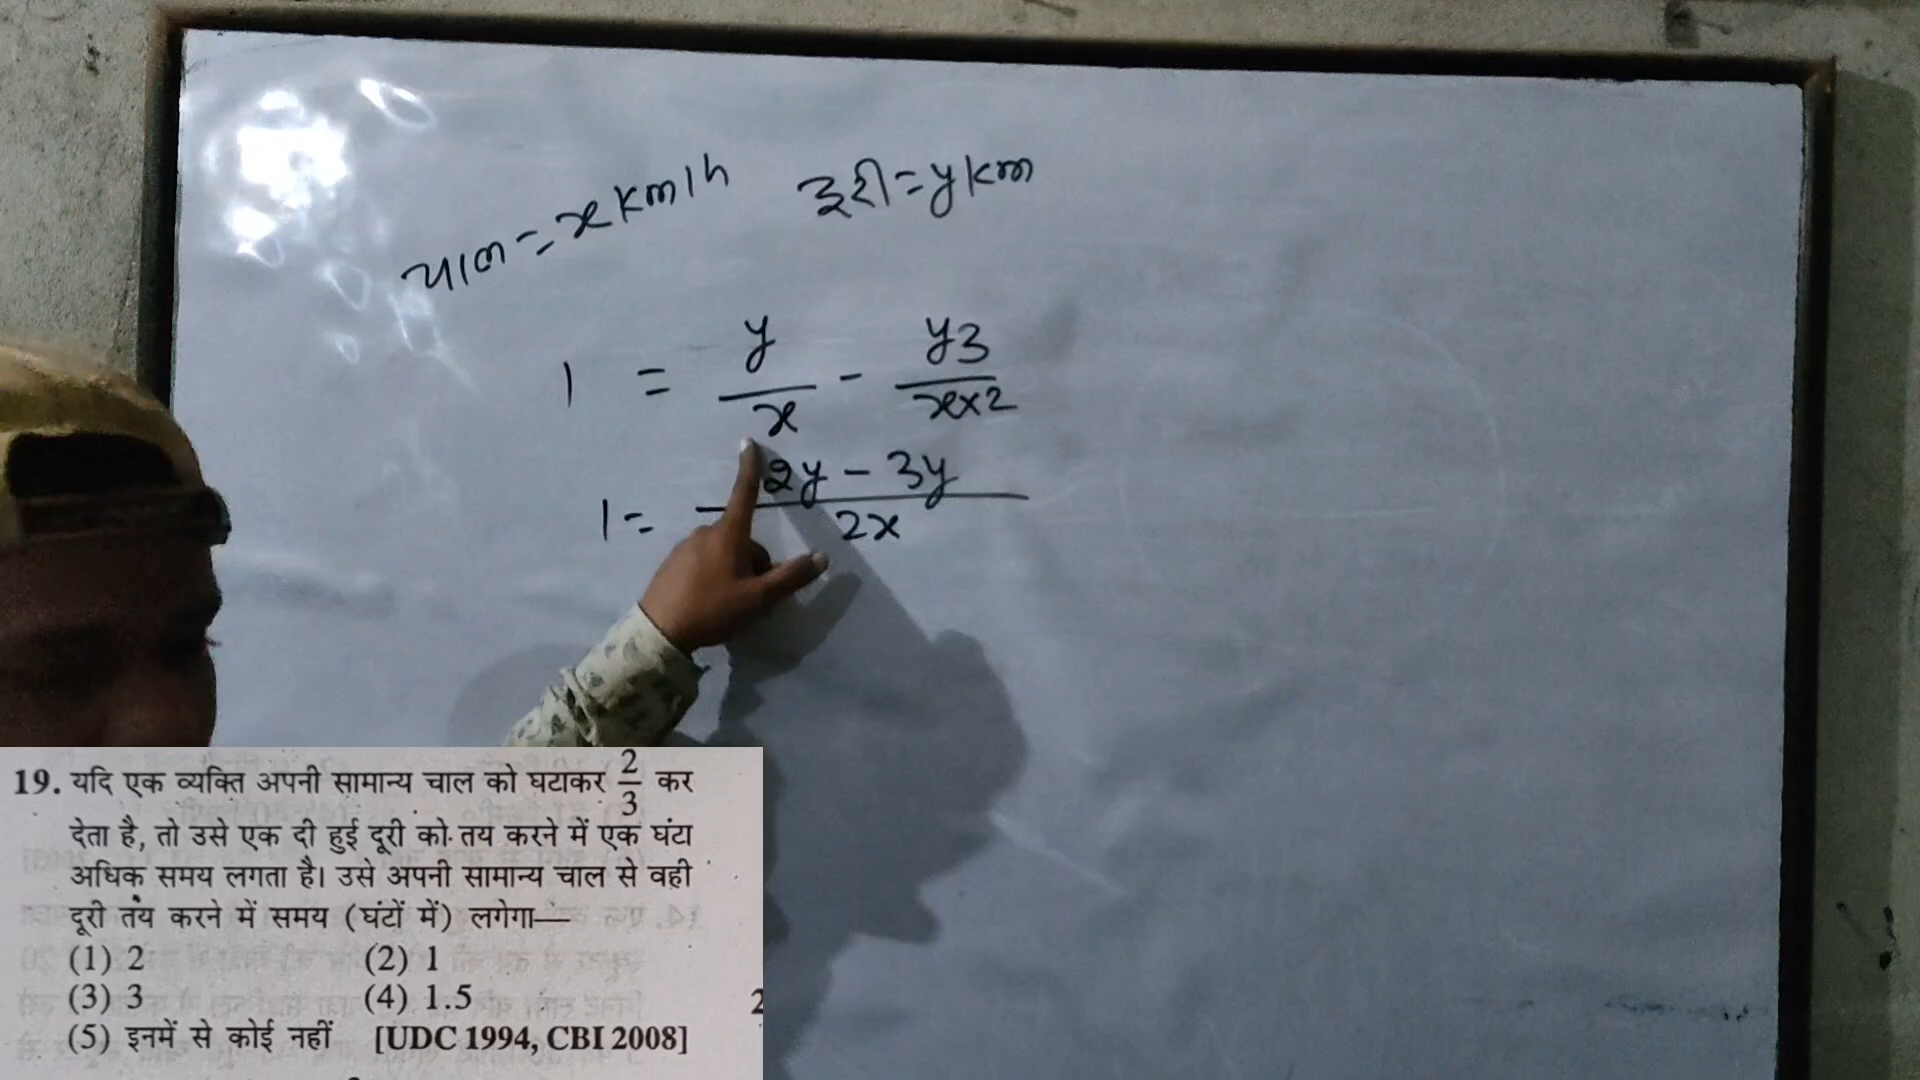 चाल = x km/h दूरी = y km
1 = y/x - y3/x×2
1 = 2y - 3y/2x
19. यदि एक व्यक्ति अपनी सामान्य चाल को घटाकर 2/3 कर
देता है, तो उसे एक दी हुई दूरी को तय करने में एक घंटा
अधिक समय लगता है। उसे अपनी सामान्य चाल से वही
दूरी तय करने में समय (घंटों में) लगेगा—
(1) 2 (2) 1
(3) 3 (4) 1.5
(5) इनमें से कोई नहीं [UDC 1994, CBI 2008]
2